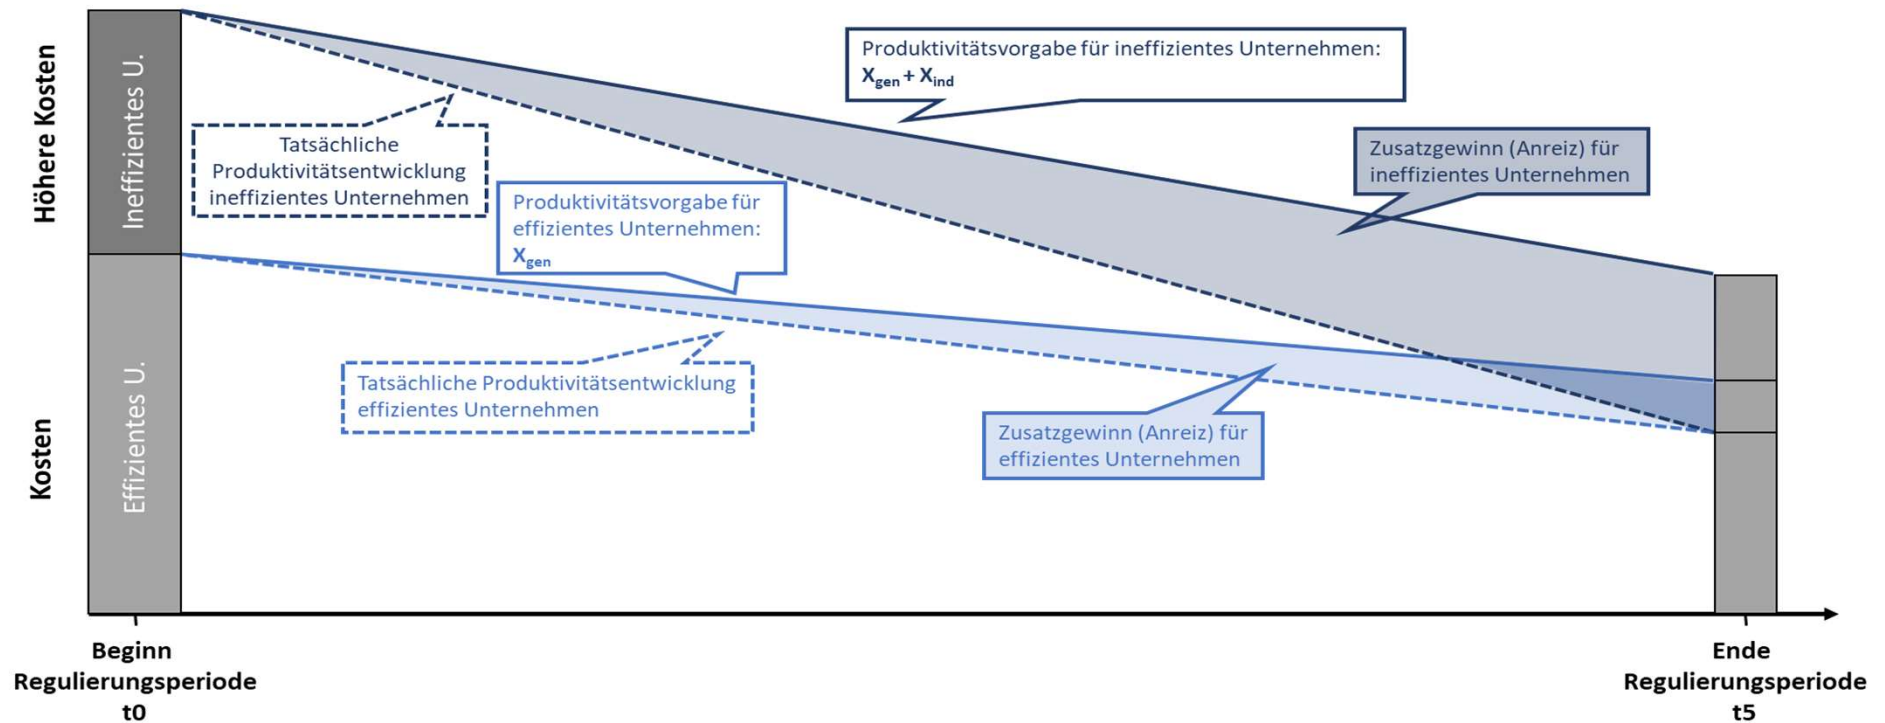 Höhere Kosten
Kosten
Ineffizientes U.
Effizientes U.
Produktivitätsvorgabe für ineffizientes Unternehmen:
Xgen + Xind
Tatsächliche
Produktivitätsentwicklung
ineffizientes Unternehmen
Zusatzgewinn (Anreiz) für
ineffizientes Unternehmen
Produktivitätsvorgabe für
effizientes Unternehmen:
Xgen
Tatsächliche Produktivitätsentwicklung
effizientes Unternehmen
Zusatzgewinn (Anreiz) für
effizientes Unternehmen
Beginn
Regulierungsperiode
t0
Ende
Regulierungsperiode
t5